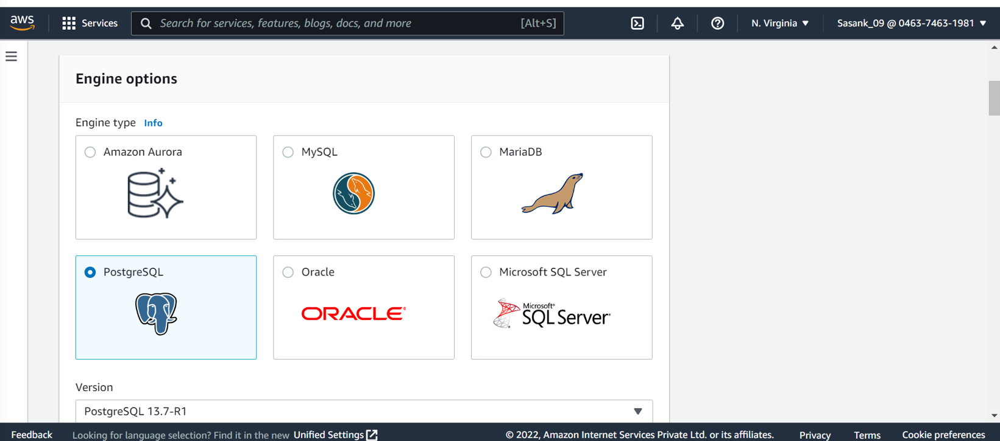 aws
Services
Search for services, features, blogs, docs, and more [Alt+S]
N. Virginia ▼
Sasank_09 @ 0463-7463-1981 ▼
Engine options
Engine type Info
Amazon Aurora
MySQL
MariaDB
PostgreSQL
Oracle
ORACLE®
Microsoft SQL Server
Microsoft®
SQL Server®
Version
PostgreSQL 13.7-R1
Feedback
Looking for language selection? Find it in the new Unified Settings
© 2022, Amazon Internet Services Private Ltd. or its affiliates.
Privacy
Terms
Cookie preferences